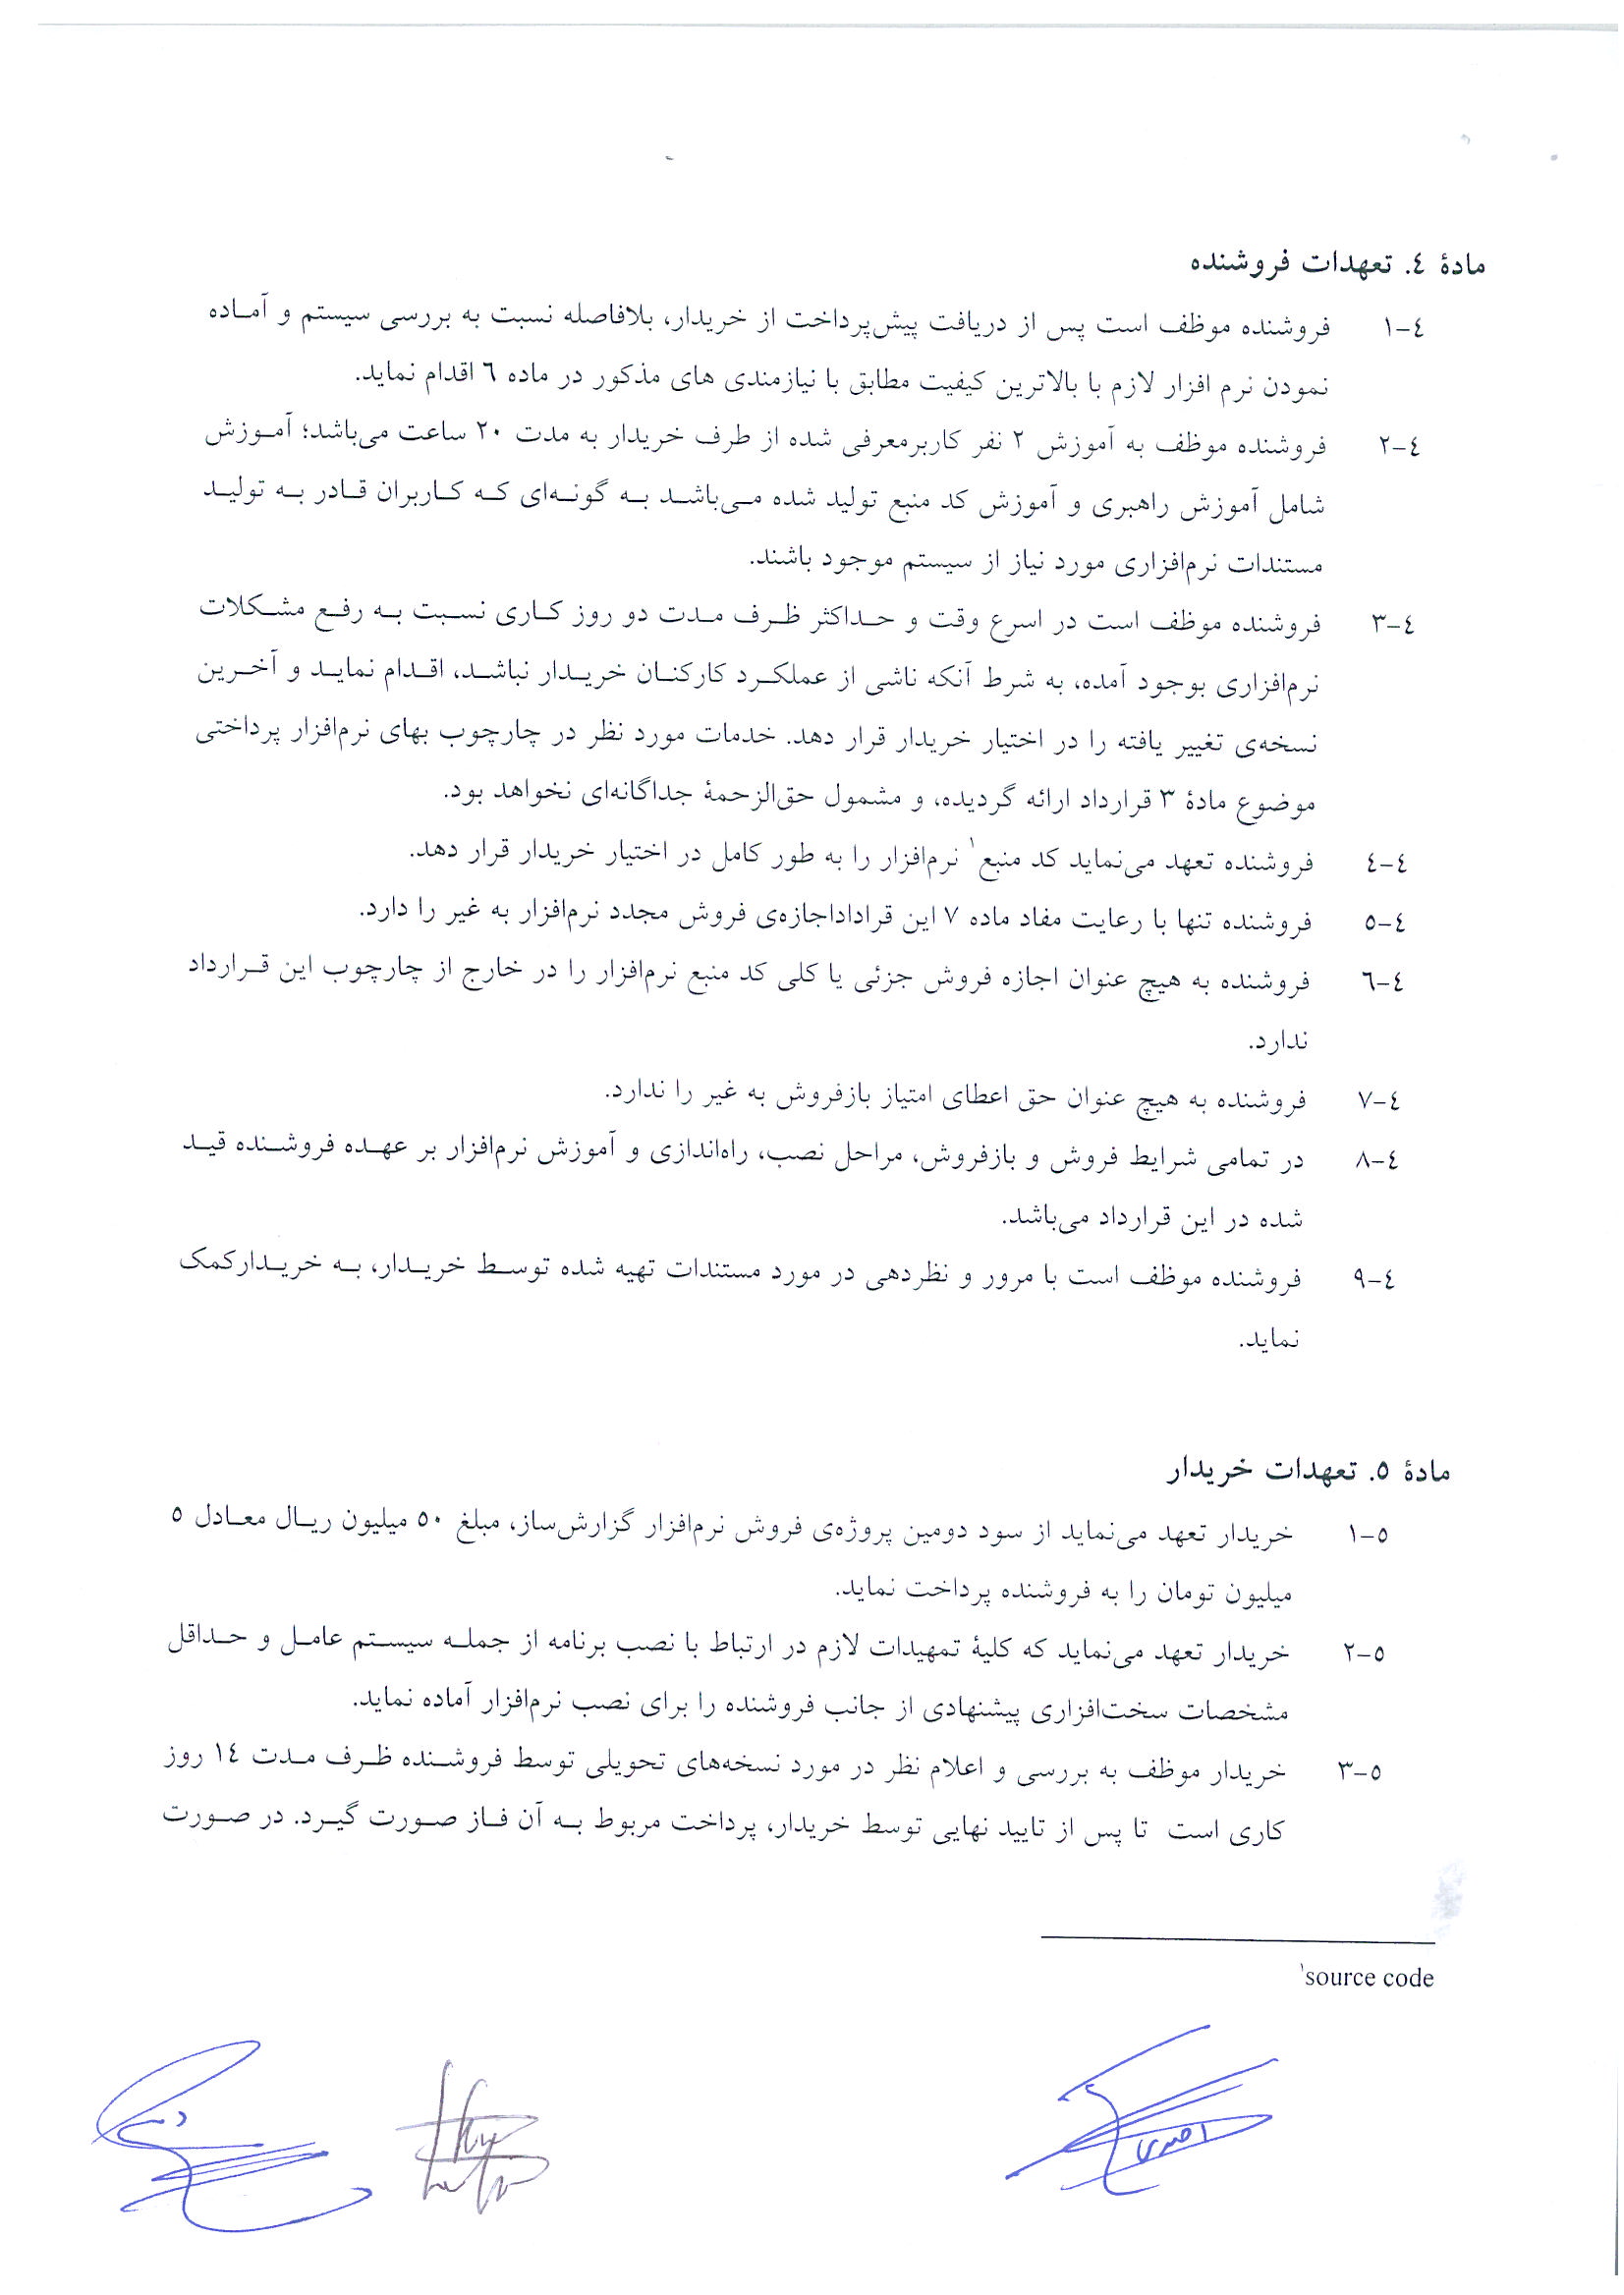 مادهٔ ٤. تعهدات فروشنده
٤-١ فروشنده موظف است پس از دریافت پیش‌پرداخت از خریدار، بلافاصله نسبت به بررسی سیستم و آماده
نمودن نرم افزار لازم با بالاترین کیفیت مطابق با نیازمندی های مذکور در ماده ٦ اقدام نماید.
٤-٢ فروشنده موظف به آموزش ٢ نفر کاربرمعرفی شده از طرف خریدار به مدت ٢٠ ساعت می‌باشد؛ آموزش
شامل آموزش راهبری و آموزش کد منبع تولید شده می‌باشد به گونه‌ای که کاربران قادر به تولید
مستندات نرم‌افزاری مورد نیاز از سیستم موجود باشند.
٤-٣ فروشنده موظف است در اسرع وقت و حداکثر ظرف مدت دو روز کاری نسبت به رفع مشکلات
نرم‌افزاری بوجود آمده، به شرط آنکه ناشی از عملکرد کارکنان خریدار نباشد، اقدام نماید و آخرین
نسخه‌ی تغییر یافته را در اختیار خریدار قرار دهد. خدمات مورد نظر در چارچوب بهای نرم‌افزار پرداختی
موضوع مادهٔ ٣ قرارداد ارائه گردیده، و مشمول حق‌الزحمهٔ جداگانه‌ای نخواهد بود.
٤-٤ فروشنده تعهد می‌نماید کد منبع١ نرم‌افزار را به طور کامل در اختیار خریدار قرار دهد.
٤-٥ فروشنده تنها با رعایت مفاد ماده ٧ این قراداداجازه‌ی فروش مجدد نرم‌افزار به غیر را دارد.
٤-٦ فروشنده به هیچ عنوان اجازه فروش جزئی یا کلی کد منبع نرم‌افزار را در خارج از چارچوب این قرارداد
ندارد.
٤-٧ فروشنده به هیچ عنوان حق اعطای امتیاز بازفروش به غیر را ندارد.
٤-٨ در تمامی شرایط فروش و بازفروش، مراحل نصب، راه‌اندازی و آموزش نرم‌افزار بر عهده فروشنده قید
شده در این قرارداد می‌باشد.
٤-٩ فروشنده موظف است با مرور و نظردهی در مورد مستندات تهیه شده توسط خریدار، به خریدارکمک
نماید.
مادهٔ ٥. تعهدات خریدار
٥-١ خریدار تعهد می‌نماید از سود دومین پروژه‌ی فروش نرم‌افزار گزارش‌ساز، مبلغ ٥٠ میلیون ریال معادل ٥
میلیون تومان را به فروشنده پرداخت نماید.
٥-٢ خریدار تعهد می‌نماید که کلیهٔ تمهیدات لازم در ارتباط با نصب برنامه از جمله سیستم عامل و حداقل
مشخصات سخت‌افزاری پیشنهادی از جانب فروشنده را برای نصب نرم‌افزار آماده نماید.
٥-٣ خریدار موظف به بررسی و اعلام نظر در مورد نسخه‌های تحویلی توسط فروشنده ظرف مدت ١٤ روز
کاری است تا پس از تایید نهایی توسط خریدار، پرداخت مربوط به آن فاز صورت گیرد. در صورت
١source code